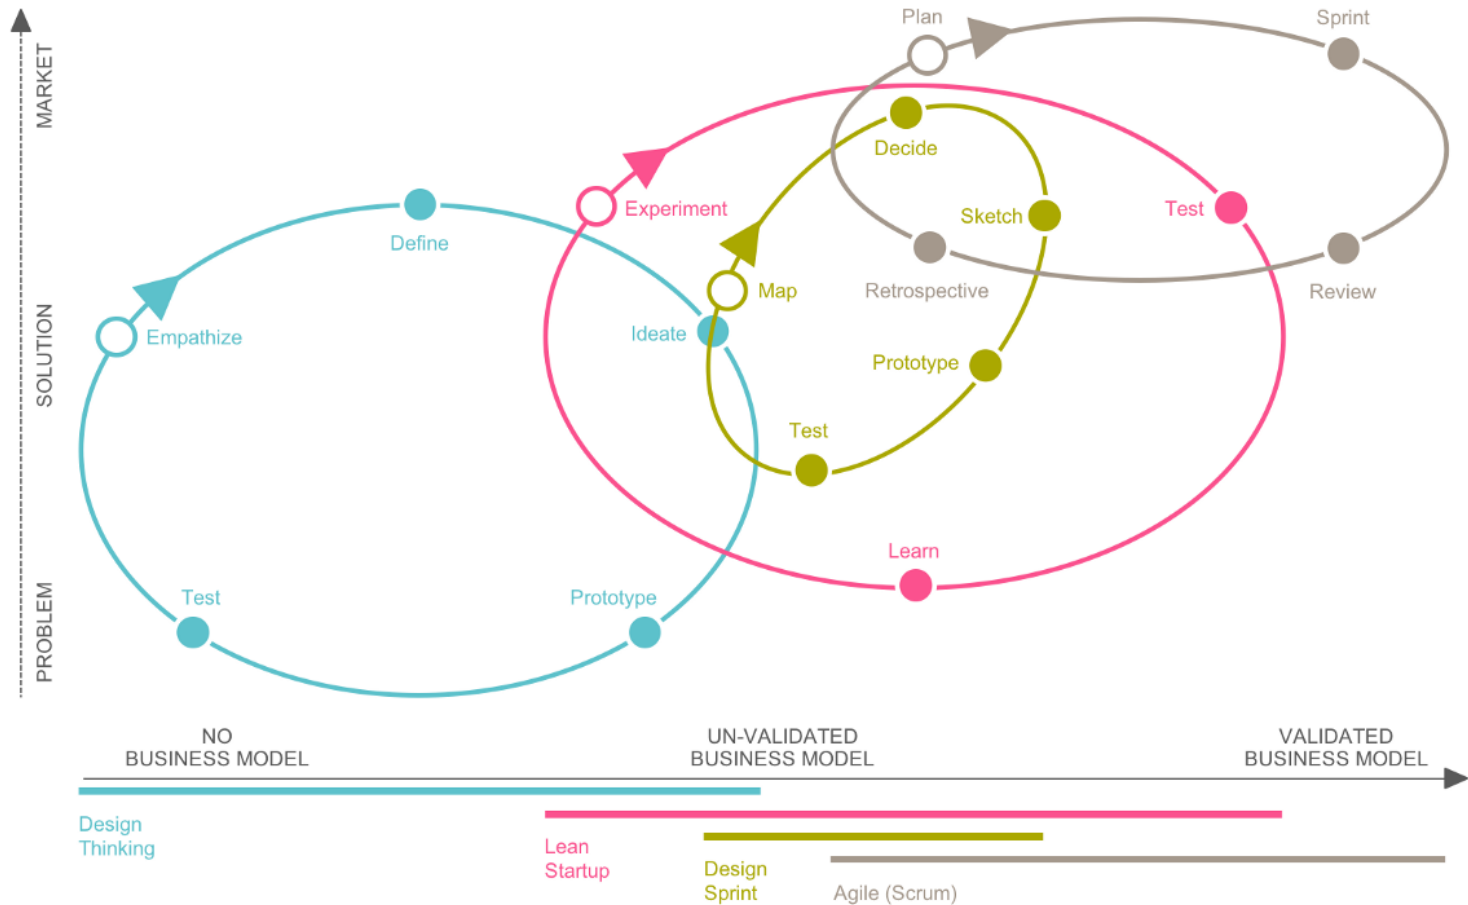 Plan
Sprint
MARKET
Decide
Experiment
Sketch
Test
Define
Map
Retrospective
Review
SOLUTION
Empathize
Ideate
Prototype
Test
Learn
PROBLEM
Test
Prototype
NO
BUSINESS MODEL
UN-VALIDATED
BUSINESS MODEL
VALIDATED
BUSINESS MODEL
Design
Thinking
Lean
Startup
Design
Sprint
Agile (Scrum)